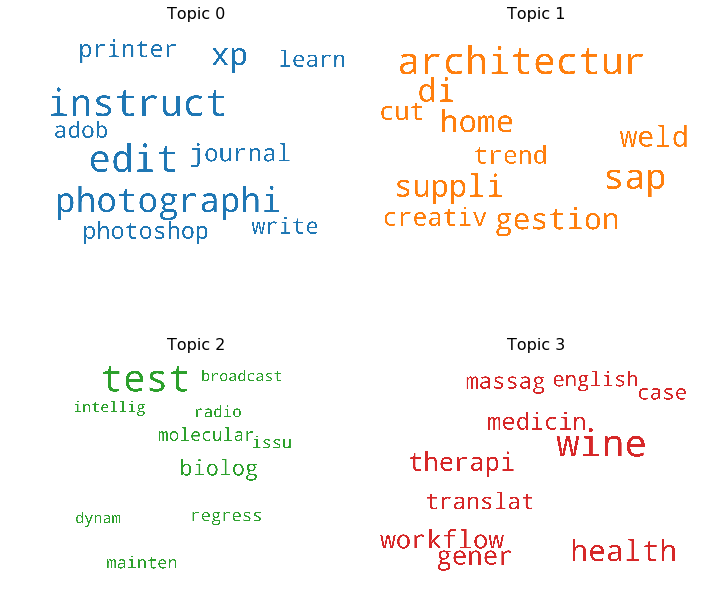 Topic 0
printer xp learn
instruct
adob
edit journal
photographi
photoshop write
Topic 1
architectur
di
cut home
weld
trend
suppli sap
creativ gestion
Topic 2
test broadcast
intellig radio
molecular issu
biolog
dynam regress
mainten
Topic 3
massag english case
medicin
wine
therapi
translat
workflow
gener health